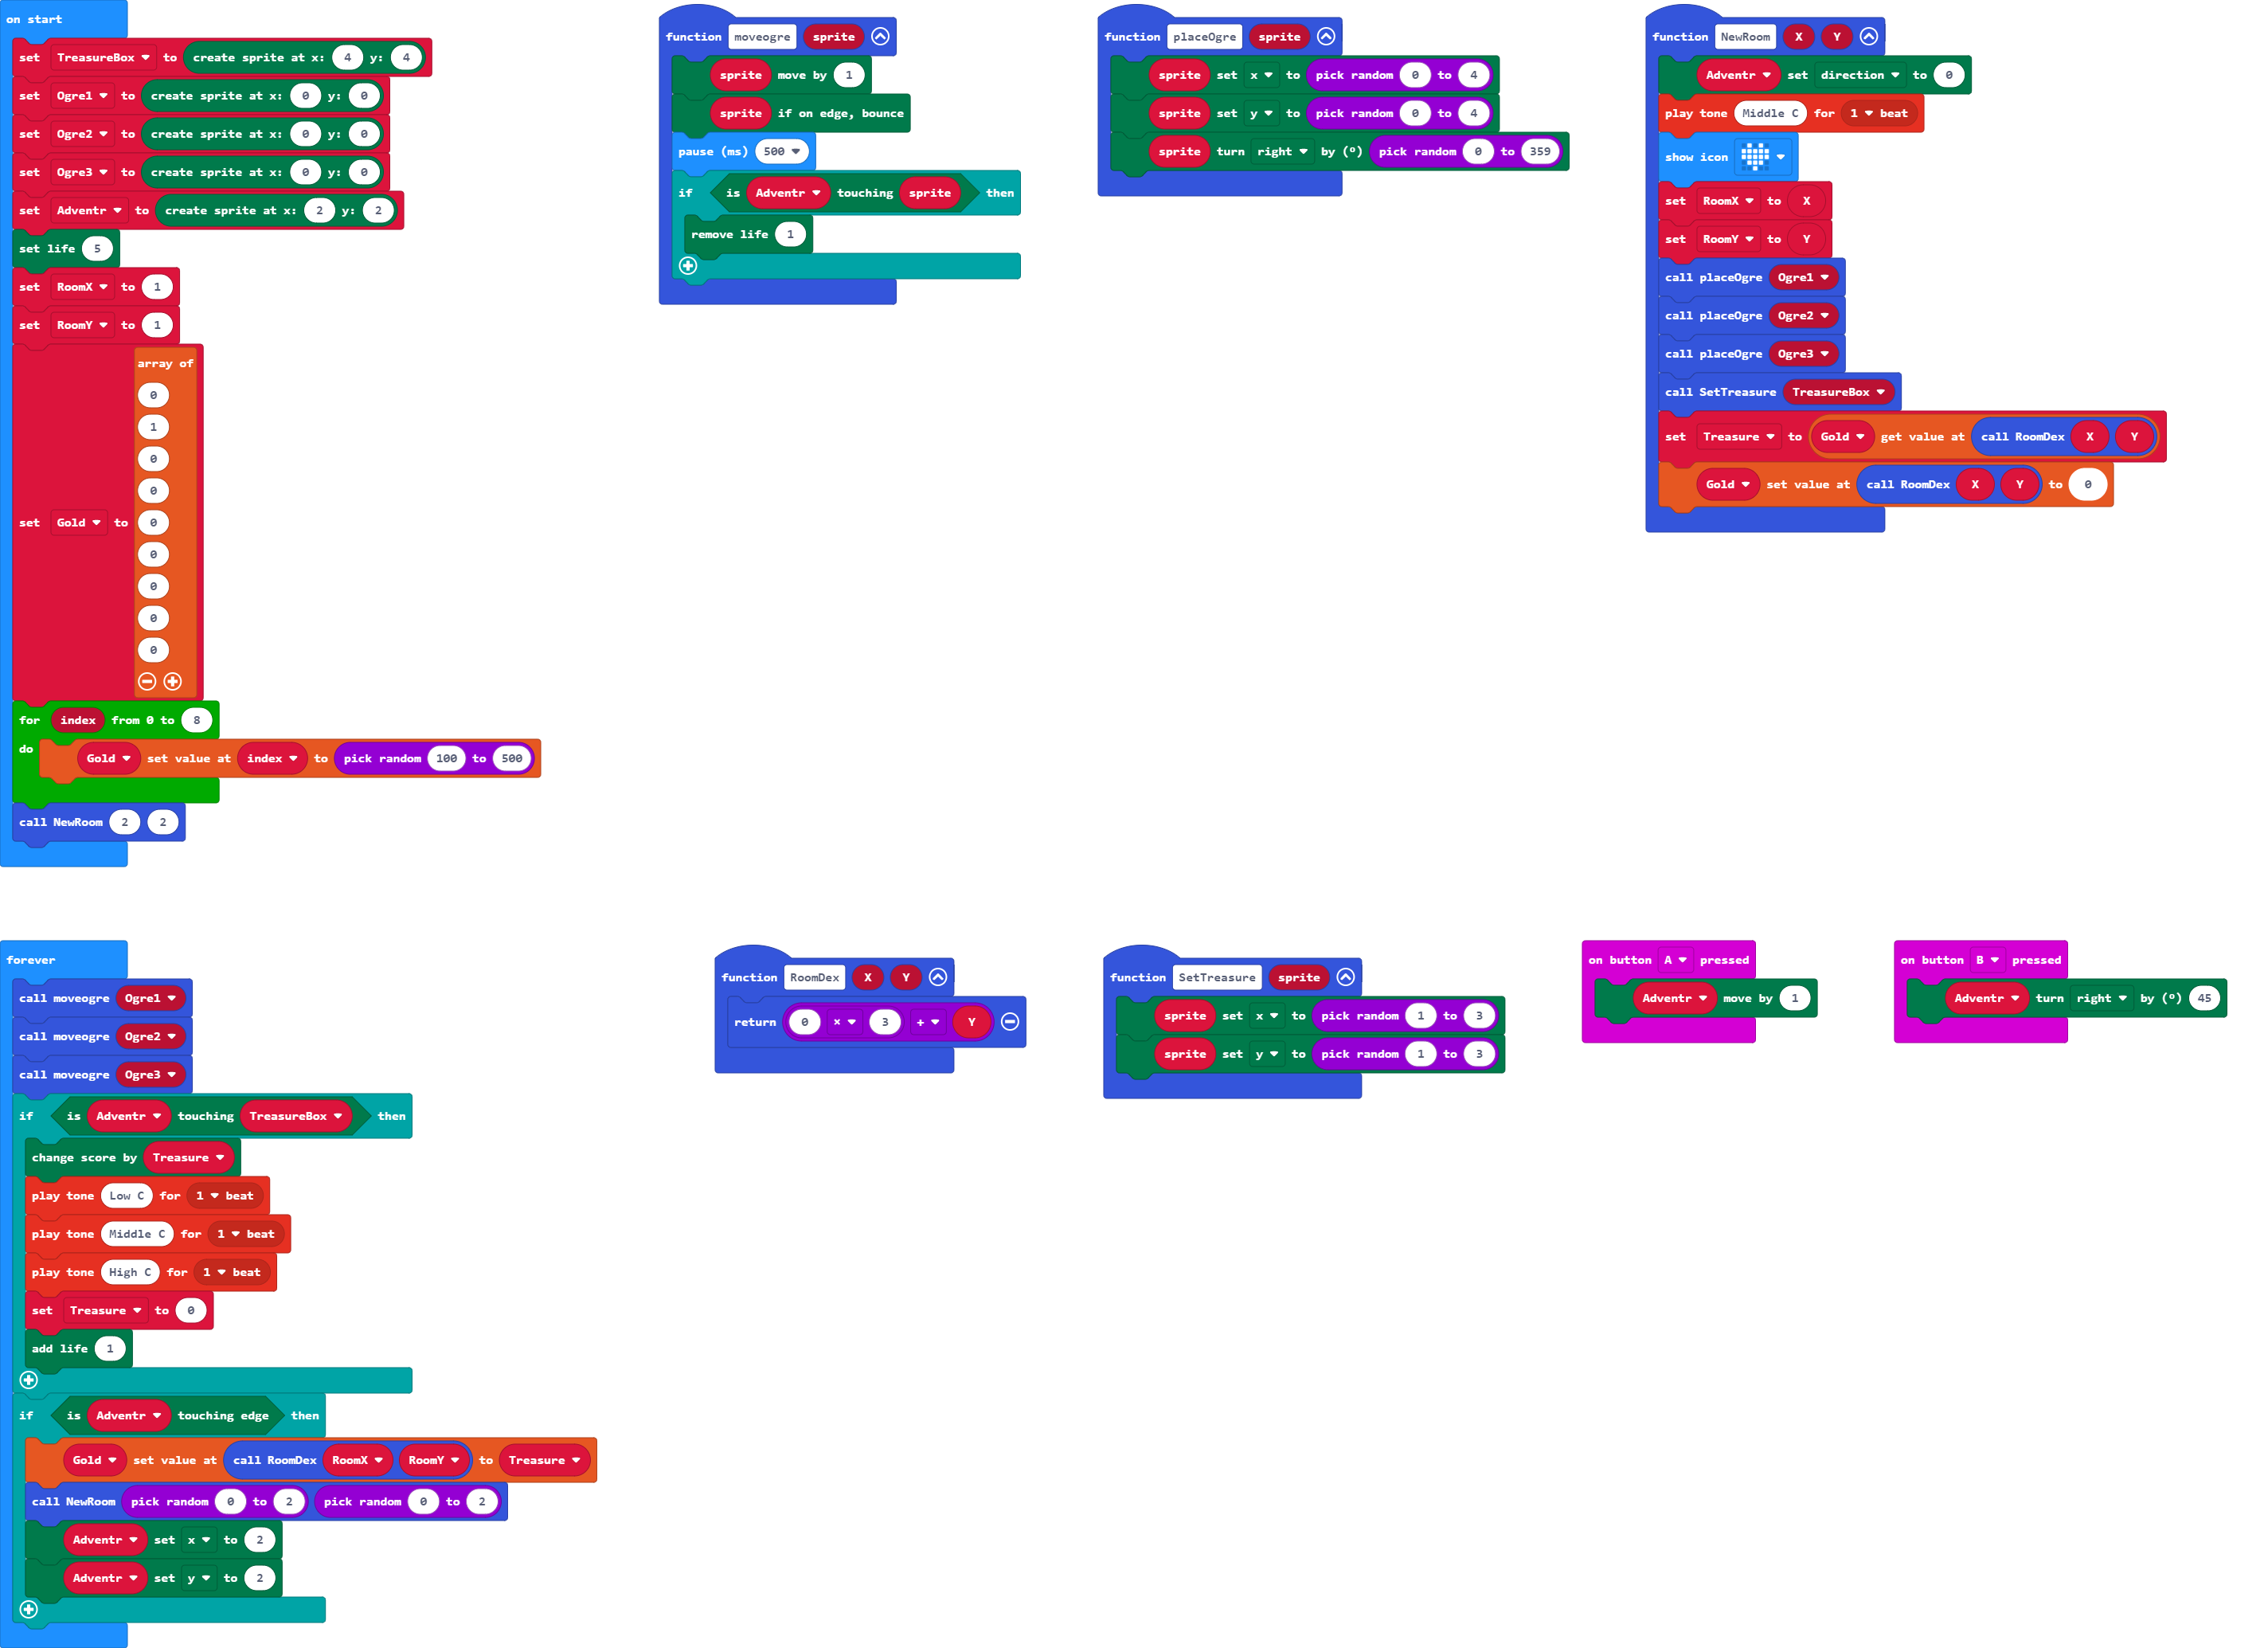 on start
set TreasureBox to create sprite at x: 4 y: 4
set Ogre1 to create sprite at x: 0 y: 0
set Ogre2 to create sprite at x: 0 y: 0
set Ogre3 to create sprite at x: 0 y: 0
set Adventr to create sprite at x: 2 y: 2
set life 5
set RoomX to 1
set RoomY to 1
set Gold to array of
0
1
0
0
0
0
0
0
0
for index from 0 to 8
do Gold set value at index to pick random 100 to 500
call NewRoom 2 2
function moveogre sprite
sprite move by 1
sprite if on edge, bounce
pause (ms) 500
if is Adventr touching sprite then
remove life 1
function placeOgre sprite
sprite set x to pick random 0 to 4
sprite set y to pick random 0 to 4
sprite turn right by (º) pick random 0 to 359
function NewRoom X Y
Adventr set direction to 0
play tone Middle C for 1 beat
show icon
set RoomX to X
set RoomY to Y
call placeOgre Ogre1
call placeOgre Ogre2
call placeOgre Ogre3
call SetTreasure TreasureBox
set Treasure to Gold get value at call RoomDex X Y
Gold set value at call RoomDex X Y to 0
forever
call moveogre Ogre1
call moveogre Ogre2
call moveogre Ogre3
if is Adventr touching TreasureBox then
change score by Treasure
play tone Low C for 1 beat
play tone Middle C for 1 beat
play tone High C for 1 beat
set Treasure to 0
add life 1
if is Adventr touching edge then
Gold set value at call RoomDex RoomX RoomY to Treasure
call NewRoom pick random 0 to 2 pick random 0 to 2
Adventr set x to 2
Adventr set y to 2
function RoomDex X Y
return 0 × 3 + Y
function SetTreasure sprite
sprite set x to pick random 1 to 3
sprite set y to pick random 1 to 3
on button A pressed
Adventr move by 1
on button B pressed
Adventr turn right by (º) 45